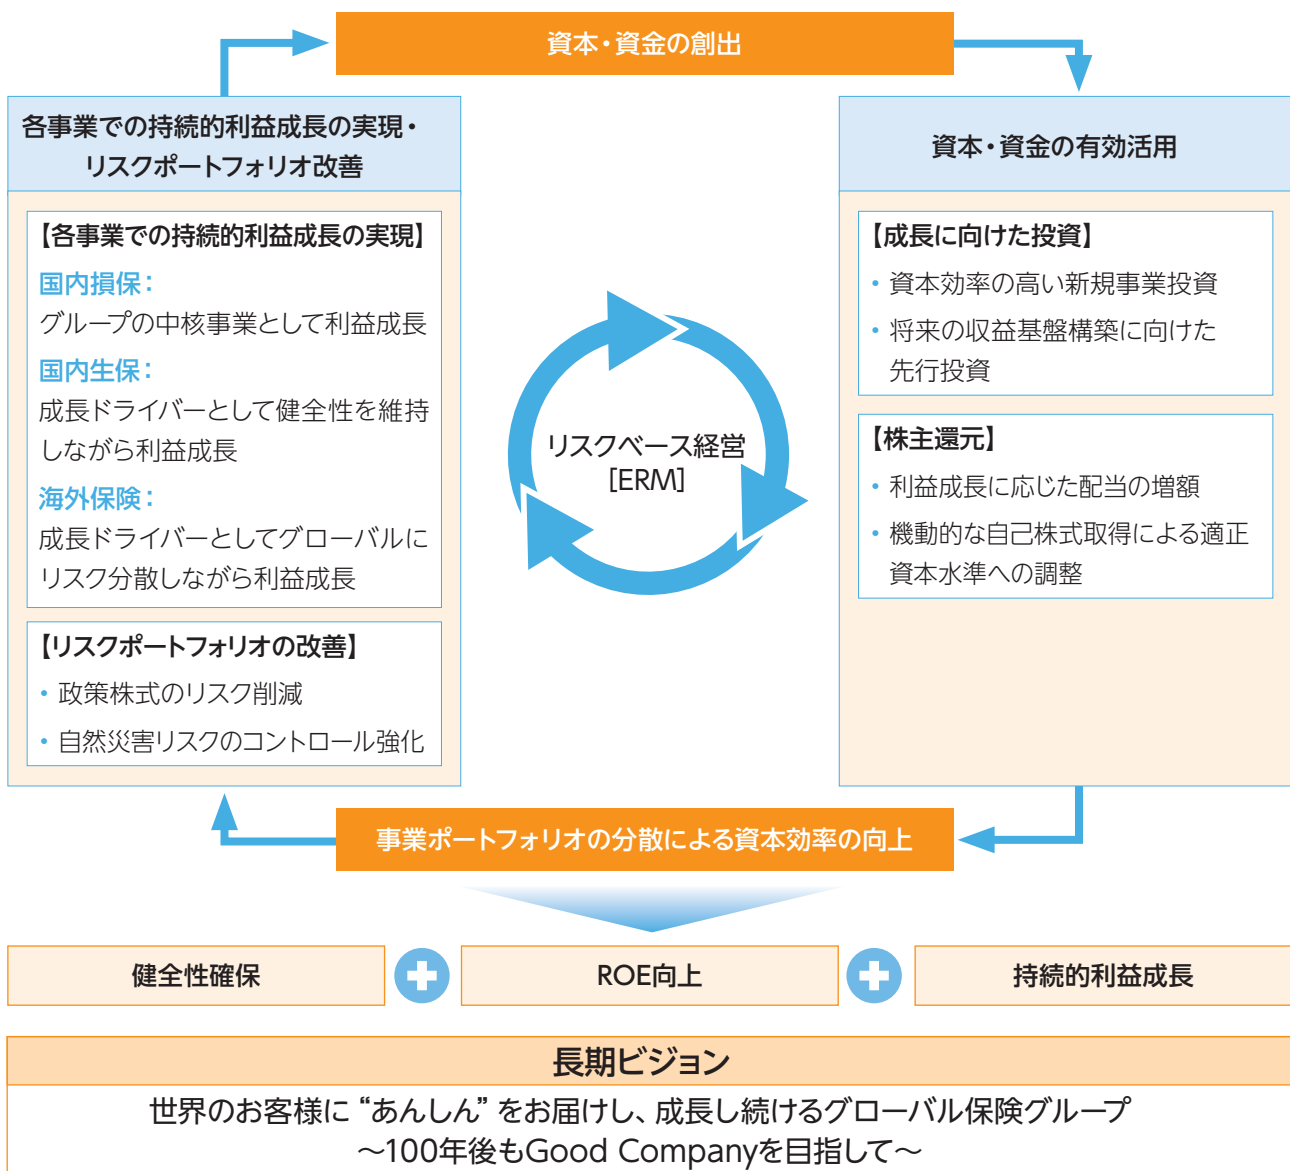 資本・資金の創出
各事業での持続的利益成長の実現・
リスクポートフォリオ改善
【各事業での持続的利益成長の実現】
国内損保：
グループの中核事業として利益成長
国内生保：
成長ドライバーとして健全性を維持
しながら利益成長
海外保険：
成長ドライバーとしてグローバルに
リスク分散しながら利益成長
【リスクポートフォリオの改善】
・政策株式のリスク削減
・自然災害リスクのコントロール強化
リスクベース経営
［ERM］
資本・資金の有効活用
【成長に向けた投資】
・資本効率の高い新規事業投資
・将来の収益基盤構築に向けた
先行投資
【株主還元】
・利益成長に応じた配当の増額
・機動的な自己株式取得による適正
資本水準への調整
事業ポートフォリオの分散による資本効率の向上
健全性確保
ROE向上
持続的利益成長
長期ビジョン
世界のお客様に“あんしん”をお届けし、成長し続けるグローバル保険グループ
～100年後もGood Companyを目指して～